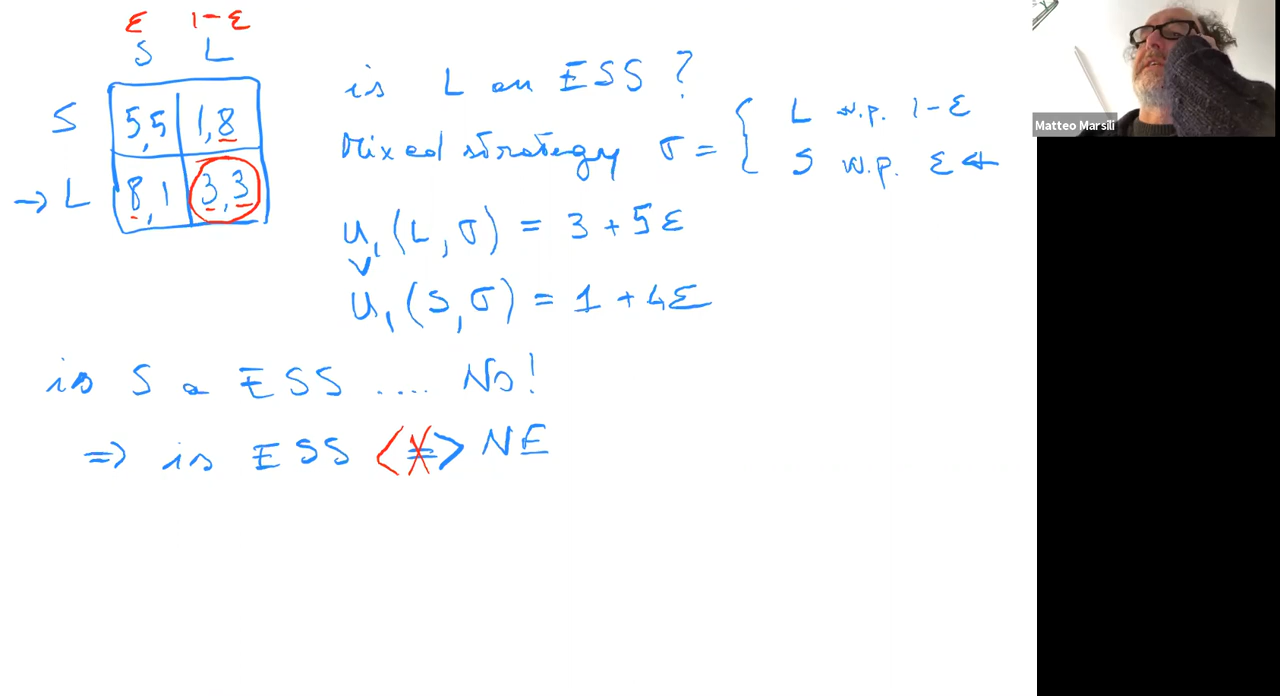 ε 1-ε
S L
S 5,5 1,8
L 8,1 3,3
is L an ESS ?
Mixed strategy σ = { L w.p. 1-ε
S w.p. ε
u₁(L,σ) = 3+5ε
∨
u₁(S,σ) = 1+4ε
is S a ESS .... No!
⇒ is ESS <=> NE
Matteo Marsili